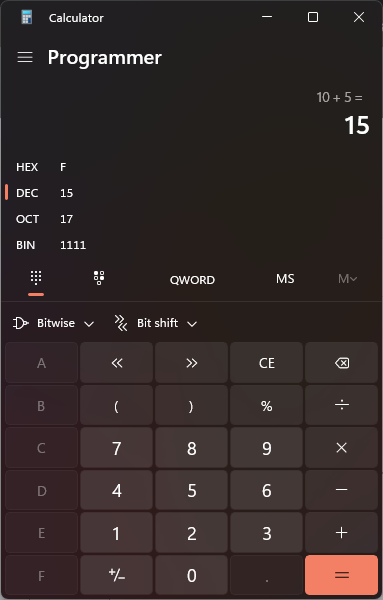 Calculator
Programmer
10 + 5 =
15
HEX F
DEC 15
OCT 17
BIN 1111
QWORD MS M
Bitwise Bit shift
A « » CE
B ( ) % ÷
C 7 8 9 ×
D 4 5 6 −
E 1 2 3 +
F +/− 0 . =